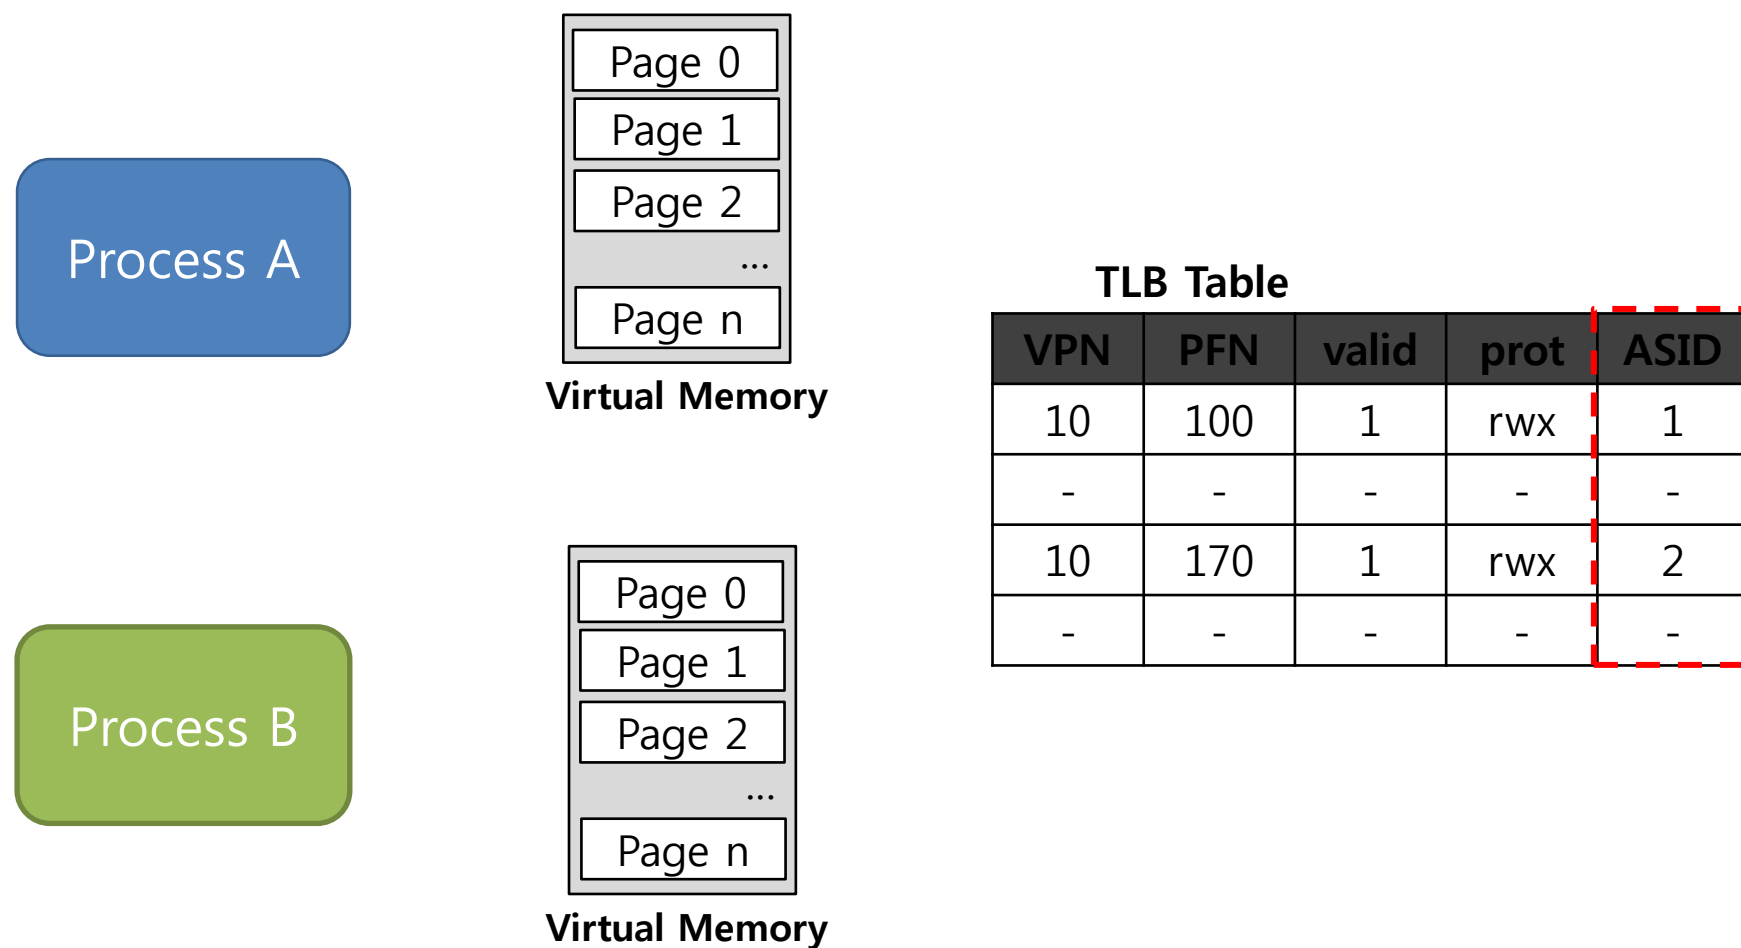 Process A
Page 0
Page 1
Page 2
...
Page n
Virtual Memory
Process B
Page 0
Page 1
Page 2
...
Page n
Virtual Memory
TLB Table
VPN PFN valid prot ASID
10 100 1 rwx 1
- - - - -
10 170 1 rwx 2
- - - - -